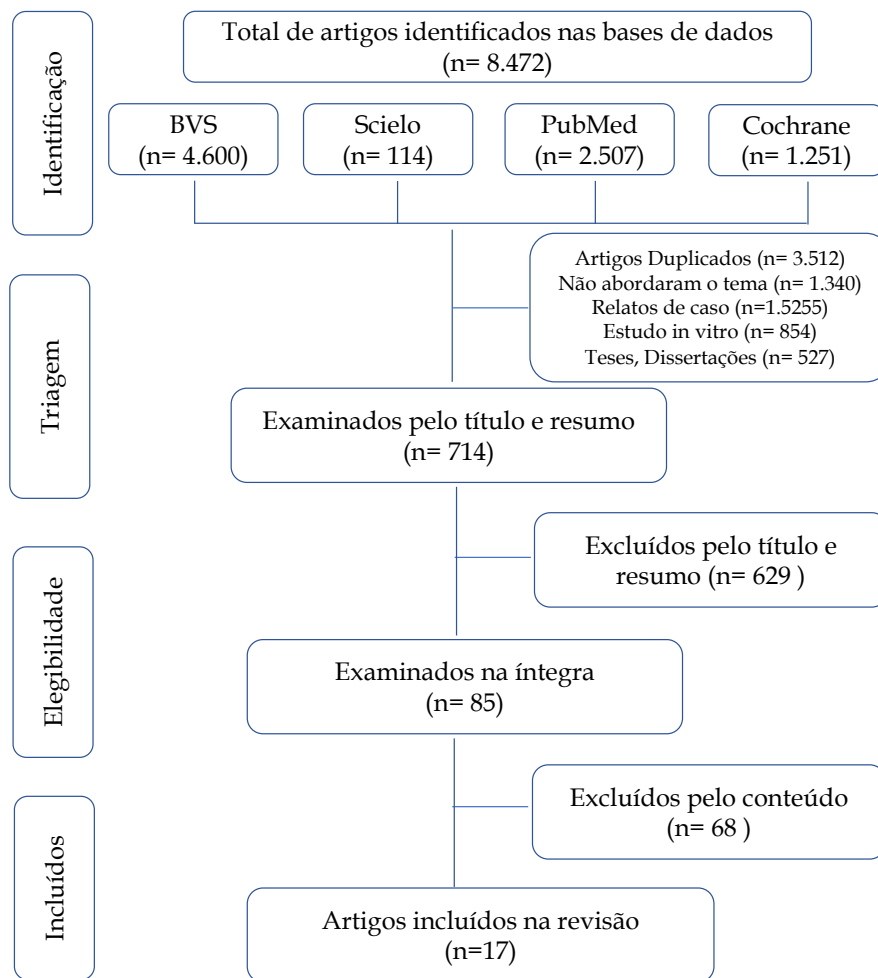 Identificação
Total de artigos identificados nas bases de dados
(n= 8.472)
BVS
(n= 4.600)
Scielo
(n= 114)
PubMed
(n= 2.507)
Cochrane
(n= 1.251)
Triagem
Artigos Duplicados (n= 3.512)
Não abordaram o tema (n= 1.340)
Relatos de caso (n=1.5255)
Estudo in vitro (n= 854)
Teses, Dissertações (n= 527)
Examinados pelo título e resumo
(n= 714)
Elegibilidade
Excluídos pelo título e
resumo (n= 629 )
Examinados na íntegra
(n= 85)
Incluídos
Excluídos pelo conteúdo
(n= 68 )
Artigos incluídos na revisão
(n=17)